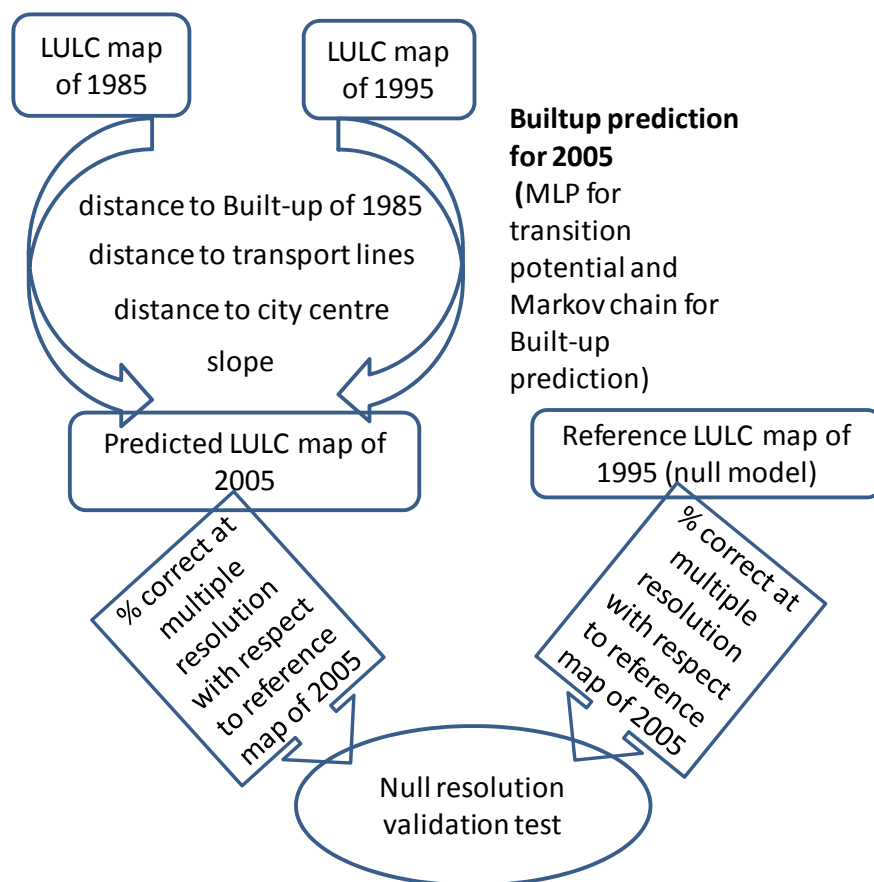 LULC map
of 1985
LULC map
of 1995
distance to Built-up of 1985
distance to transport lines
distance to city centre
slope
Builtup prediction
for 2005
(MLP for
transition
potential and
Markov chain for
Built-up
prediction)
Predicted LULC map of
2005
Reference LULC map of
1995 (null model)
% correct at
multiple
resolution
with respect
to reference
map of 2005
% correct at
multiple
resolution
with respect
to reference
map of 2005
Null resolution
validation test